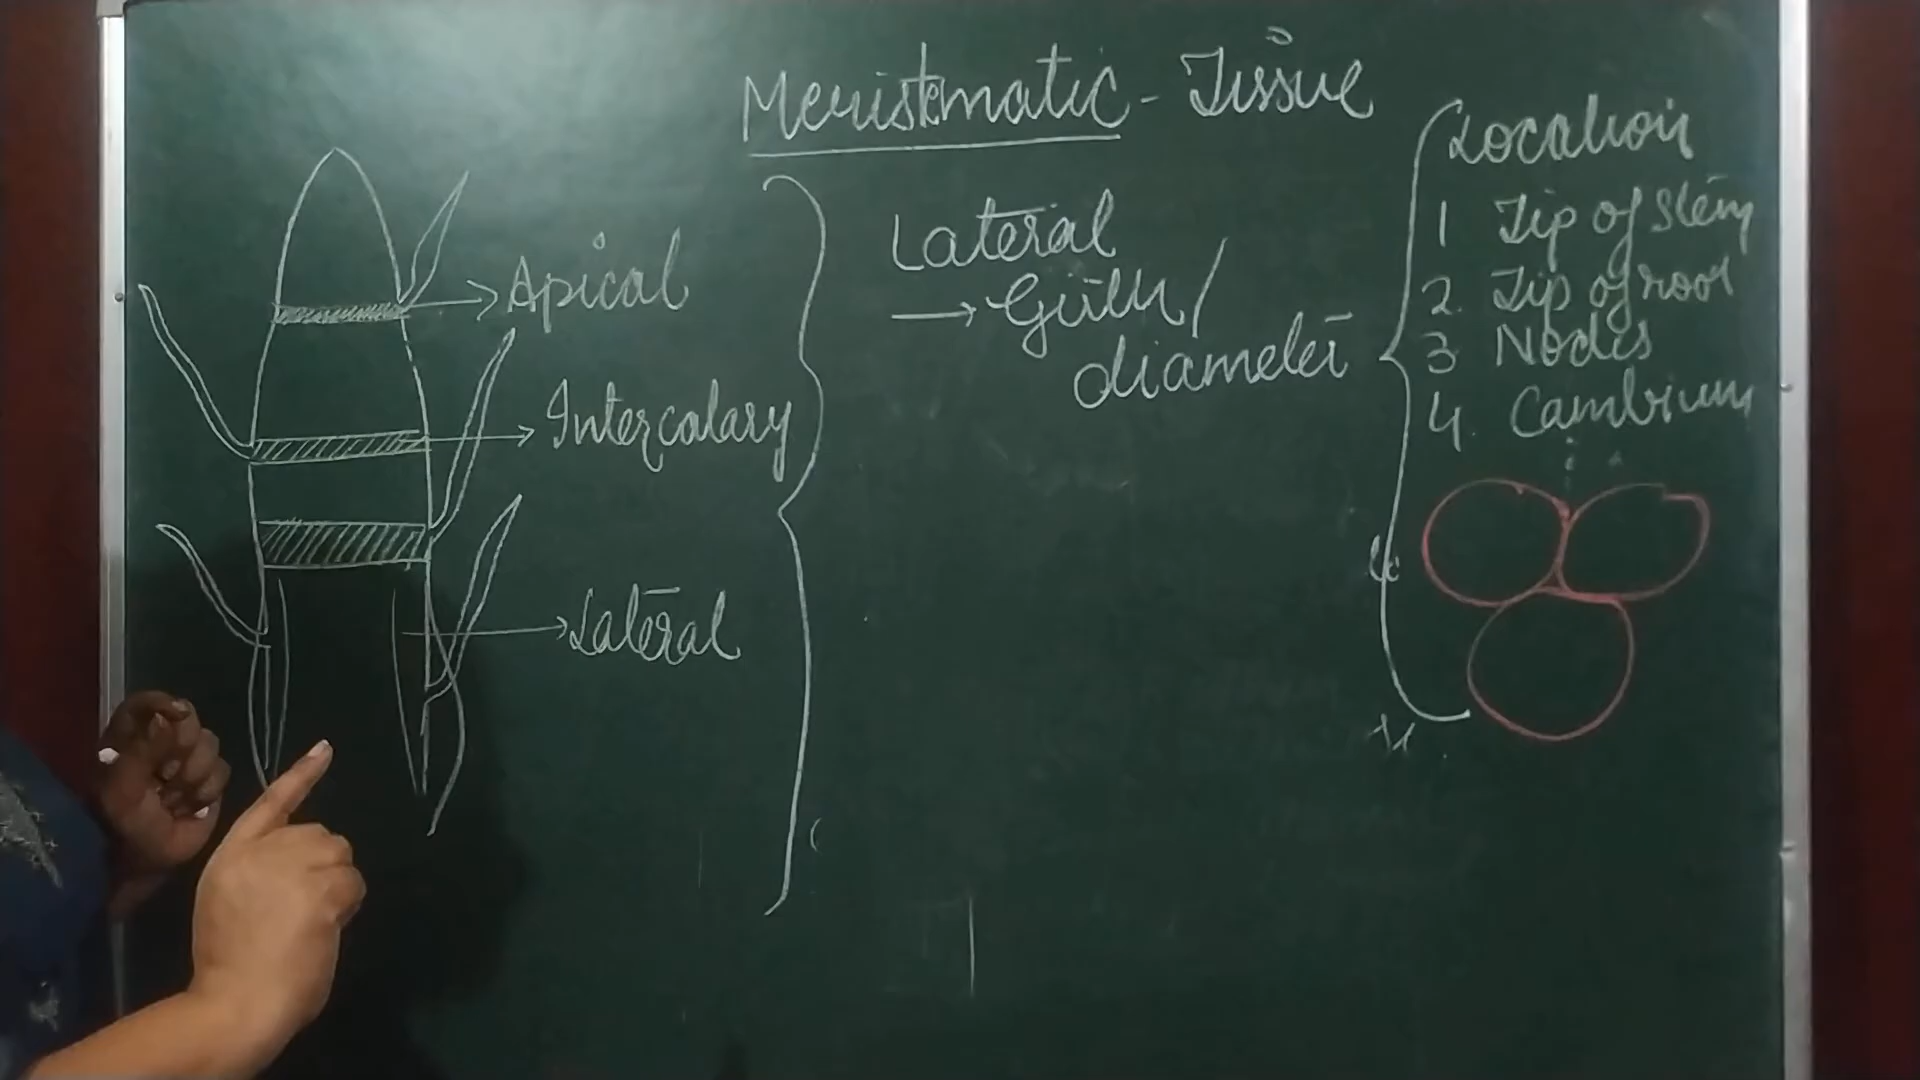 Meristematic - Tissue
Apical
Intercalary
Lateral
Lateral
→ Girth/
diameter
Location
1 Tip of stem
2. Tip of root
3 Nodes
4. Cambium